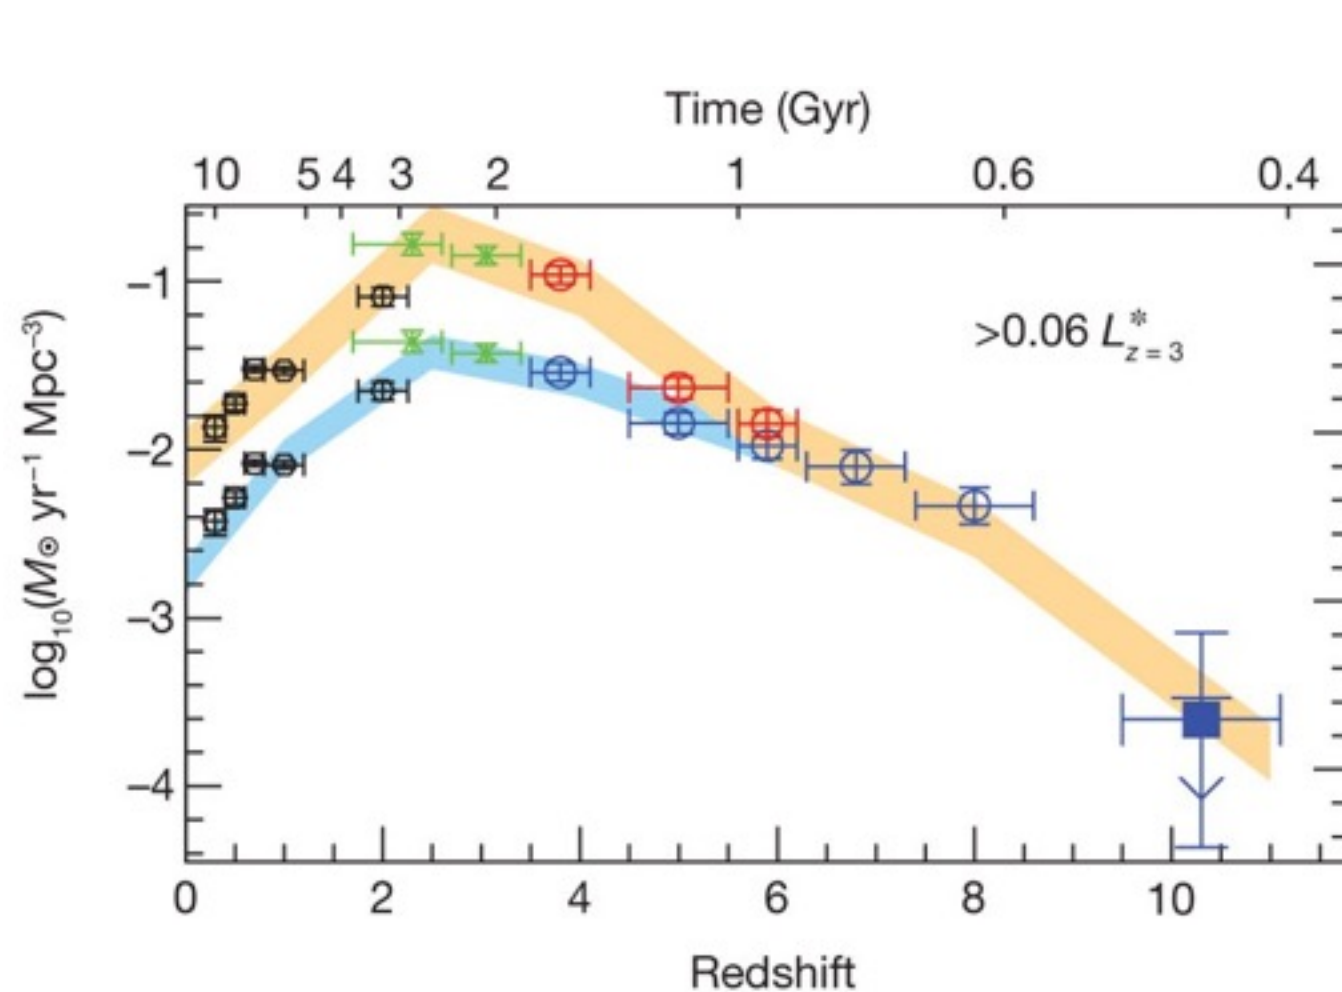 Time (Gyr)
10 5 4 3 2 1 0.6 0.4
log₁₀(M⊙ yr⁻¹ Mpc⁻³)
−1
−2
−3
−4
>0.06 L*z = 3
0 2 4 6 8 10
Redshift